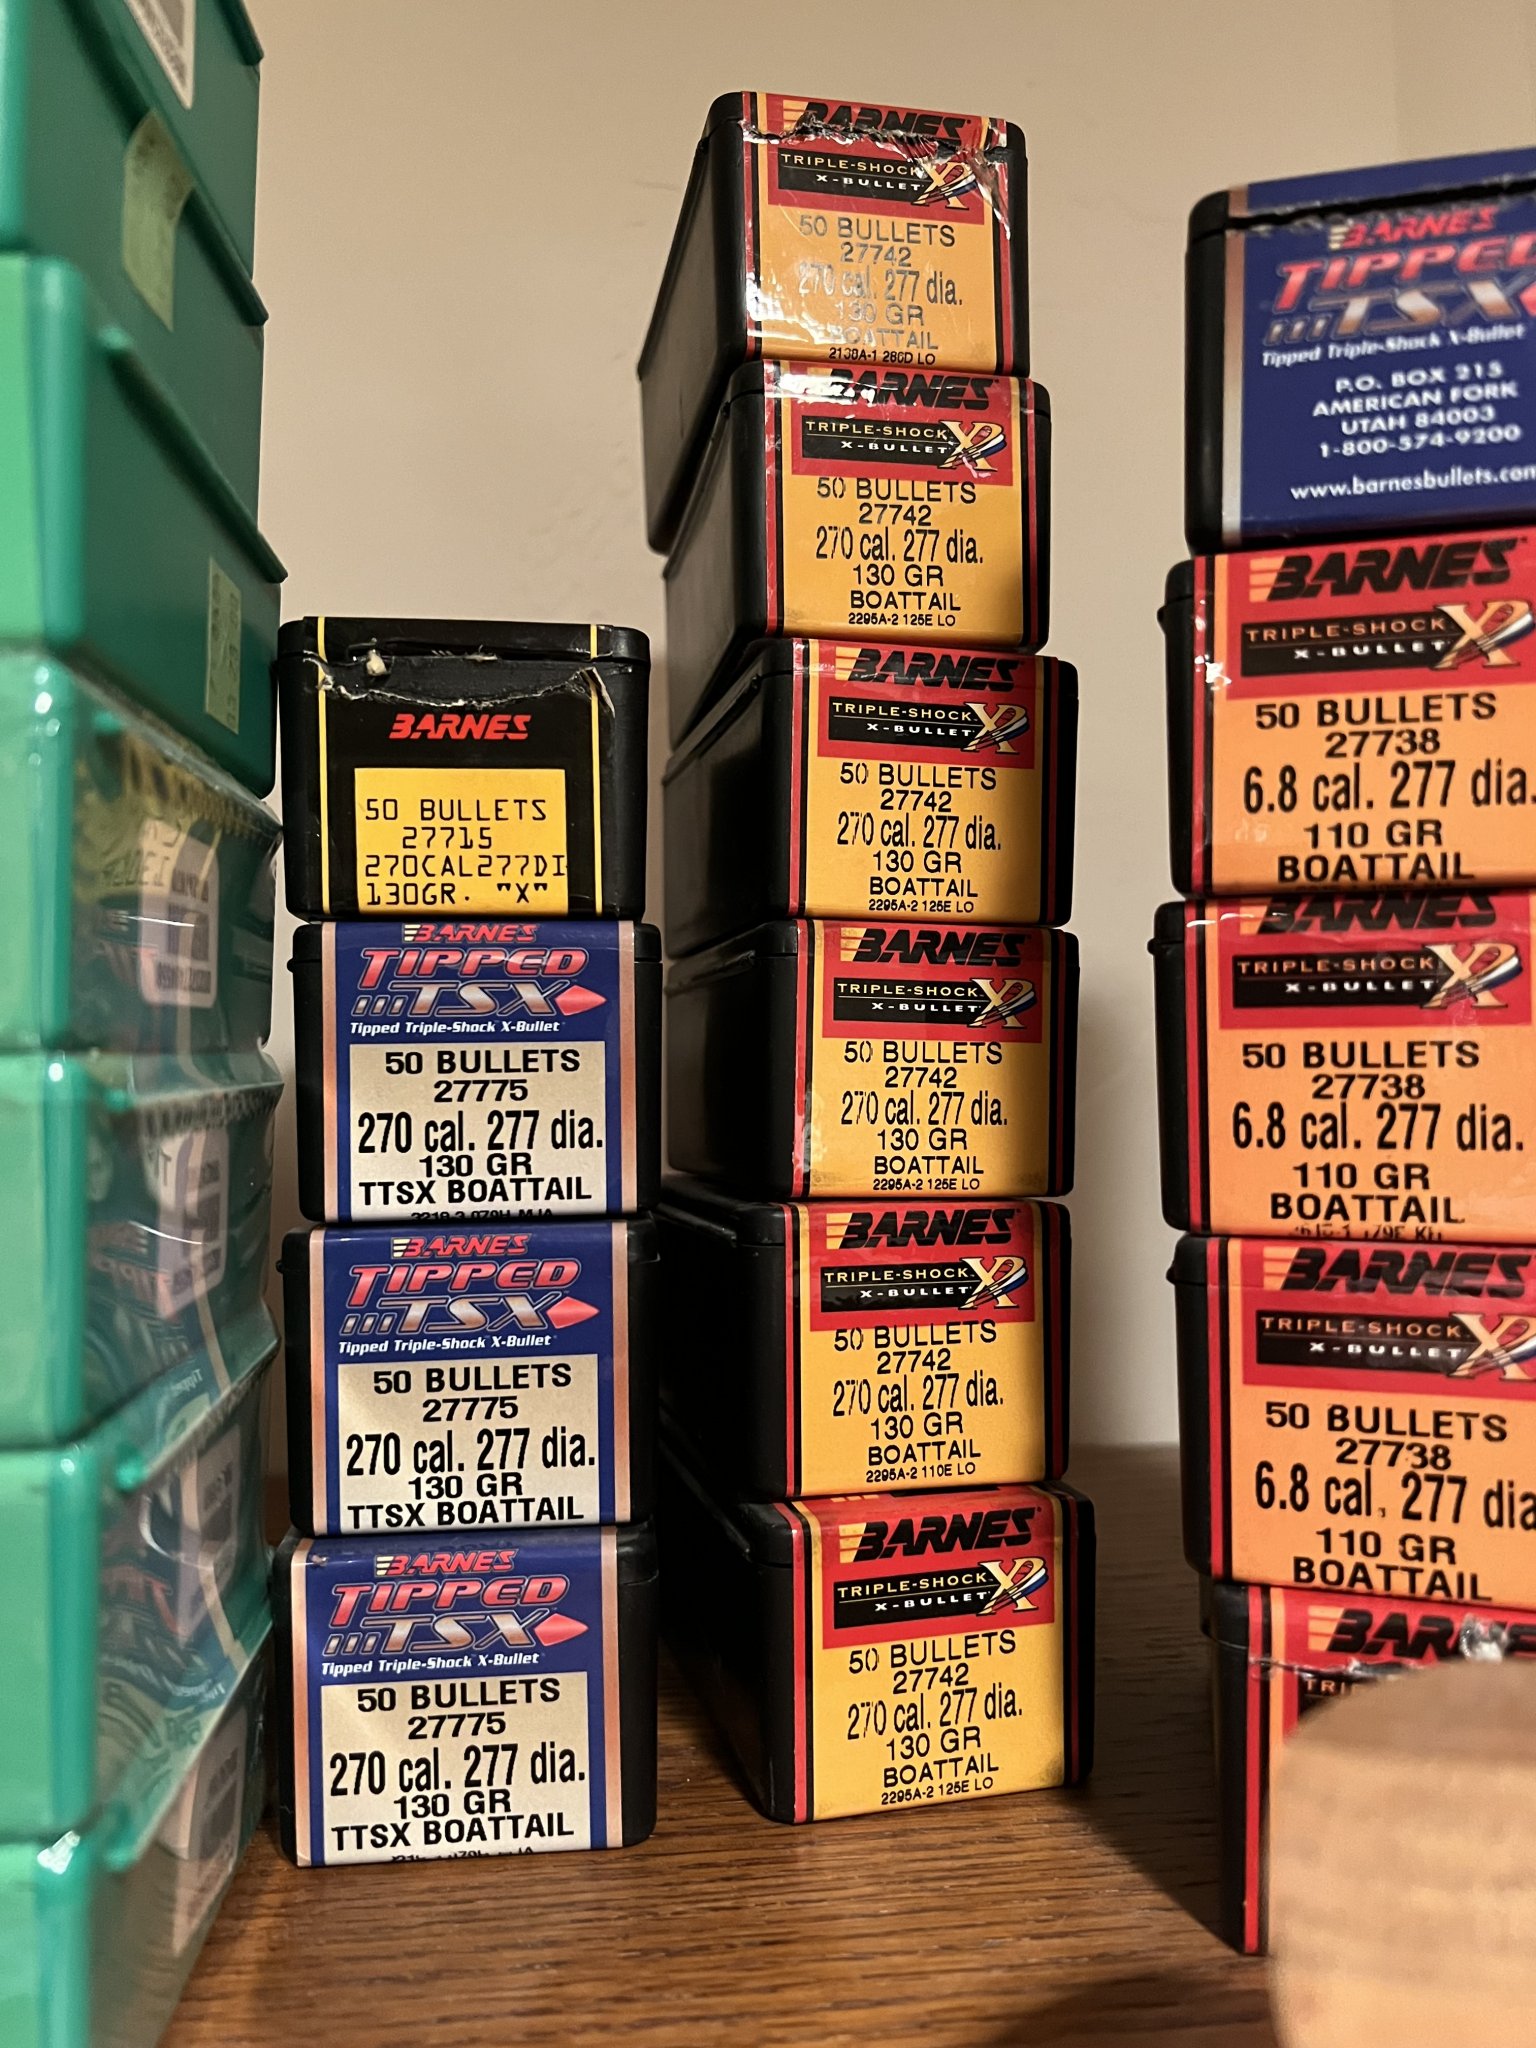 BARNES
50 BULLETS
27715
270CAL277DI
130GR. "X"
BARNES
TIPPED
TSX
Tipped Triple-Shock X-Bullet
50 BULLETS
27775
270 cal. 277 dia.
130 GR
TTSX BOATTAIL
BARNES
TIPPED
TSX
Tipped Triple-Shock X-Bullet
50 BULLETS
27775
270 cal. 277 dia.
130 GR
TTSX BOATTAIL
BARNES
TIPPED
TSX
Tipped Triple-Shock X-Bullet
50 BULLETS
27775
270 cal. 277 dia.
130 GR
TTSX BOATTAIL
BARNES
TRIPLE-SHOCK
X-BULLET
50 BULLETS
27742
270 cal. 277 dia.
130 GR
BOATTAIL
LO
BARNES
TRIPLE-SHOCK
X-BULLET
50 BULLETS
27742
270 cal. 277 dia.
130 GR
BOATTAIL
2295A-2 125E LO
BARNES
TRIPLE-SHOCK
X-BULLET
50 BULLETS
27742
270 cal. 277 dia.
130 GR
BOATTAIL
2295A-2 125E LO
BARNES
TRIPLE-SHOCK
X-BULLET
50 BULLETS
27742
270 cal. 277 dia.
130 GR
BOATTAIL
2295A-2 125E LO
BARNES
TRIPLE-SHOCK
X-BULLET
50 BULLETS
27742
270 cal. 277 dia.
130 GR
BOATTAIL
2295A-2 110E LO
BARNES
TRIPLE-SHOCK
X-BULLET
50 BULLETS
27742
270 cal. 277 dia.
130 GR
BOATTAIL
2295A-2 125E LO
BARNES
TIPPED
TSX
Tipped Triple-Shock X-Bullet
P.O. BOX 215
AMERICAN FORK
UTAH 84003
1-800-574-9200
www.barnesbullets.com
BARNES
TRIPLE-SHOCK
X-BULLET
50 BULLETS
27738
6.8 cal. 277 dia.
110 GR
BOATTAIL
BARNES
TRIPLE-SHOCK
X-BULLET
50 BULLETS
27738
6.8 cal. 277 dia.
110 GR
BOATTAIL
BARNES
TRIPLE-SHOCK
X-BULLET
50 BULLETS
27738
6.8 cal. 277 dia
110 GR
BOATTAIL
BARNES